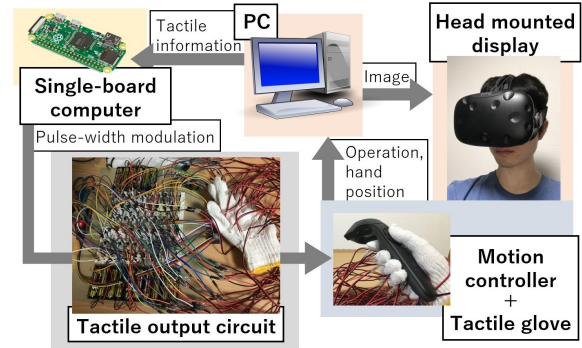 Tactile
information
PC
Head mounted
display
Image
Single-board
computer
Pulse-width modulation
Operation,
hand
position
Tactile output circuit
Motion
controller
+
Tactile glove